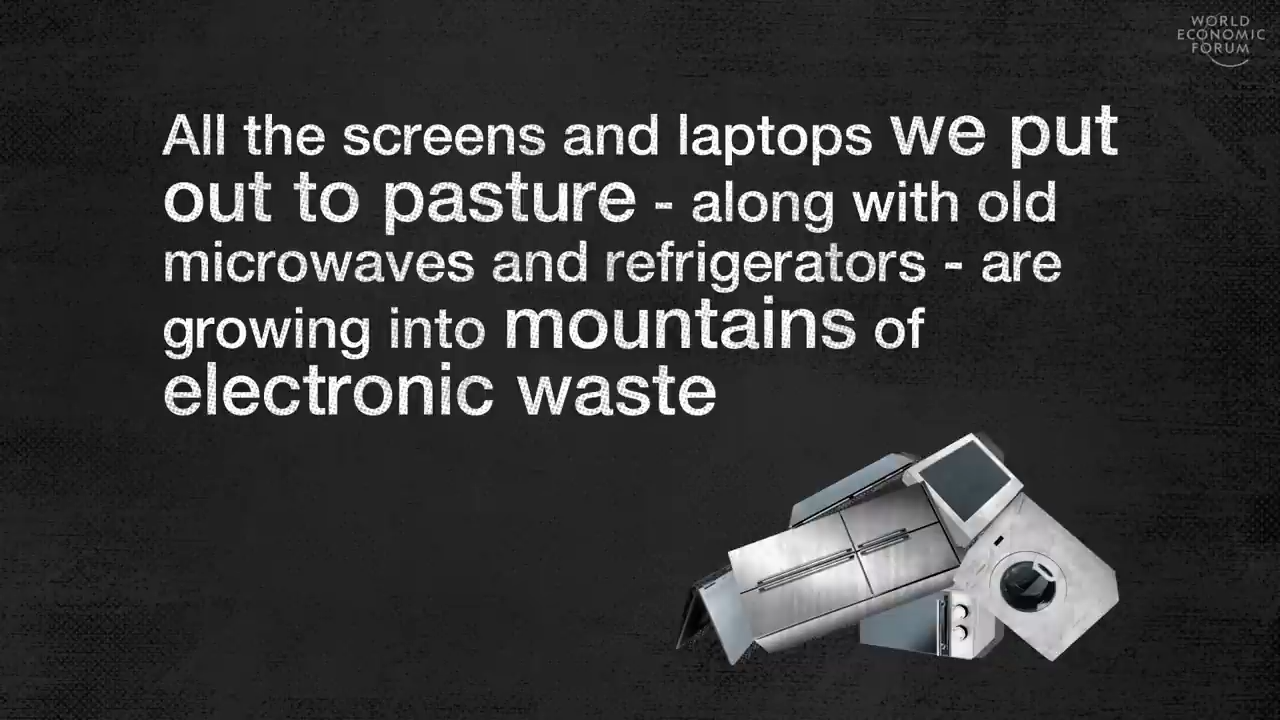 WORLD
ECONOMIC
FORUM
All the screens and laptops we put
out to pasture - along with old
microwaves and refrigerators - are
growing into mountains of
electronic waste